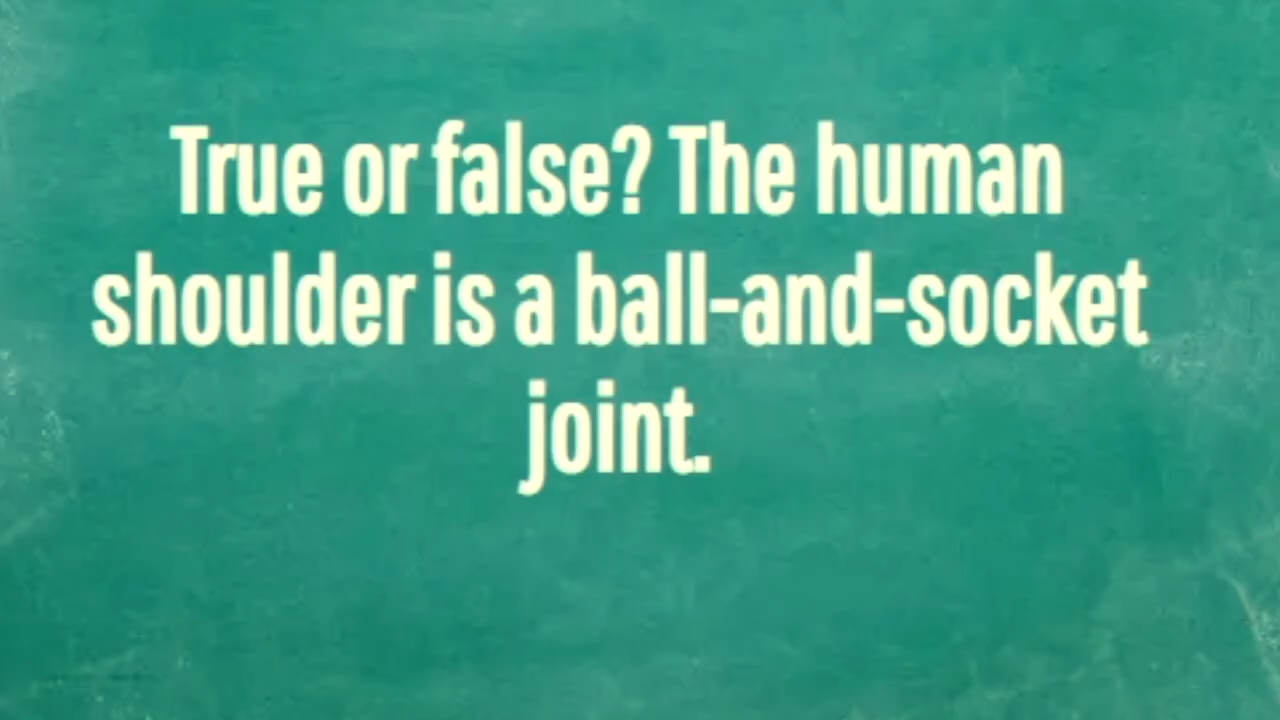 True or false? The human
shoulder is a ball-and-socket
joint.